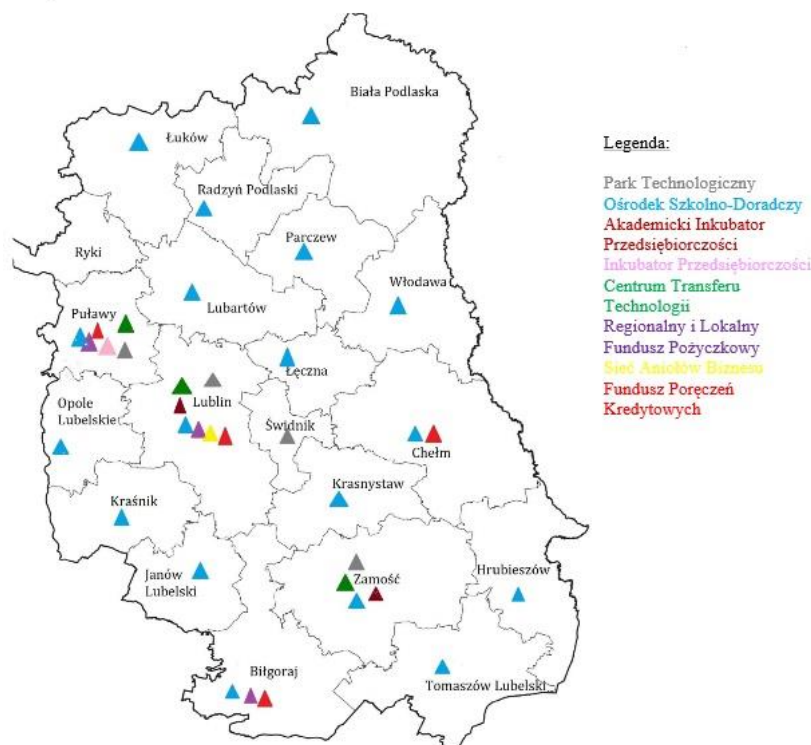 Biała Podlaska
Łuków
Radzyń Podlaski
Parczew
Ryki
Włodawa
Lubartów
Puławy
Łęczna
Opole
Lubelskie
Lublin
Świdnik
Chełm
Krasnystaw
Kraśnik
Janów
Lubelski
Zamość
Hrubieszów
Biłgoraj
Tomaszów Lubelski
Legenda:
Park Technologiczny
Ośrodek Szkolno-Doradczy
Akademicki Inkubator
Przedsiębiorczości
Inkubator Przedsiębiorczości
Centrum Transferu
Technologii
Regionalny i Lokalny
Fundusz Pożyczkowy
Sieć Aniołów Biznesu
Fundusz Poręczeń
Kredytowych